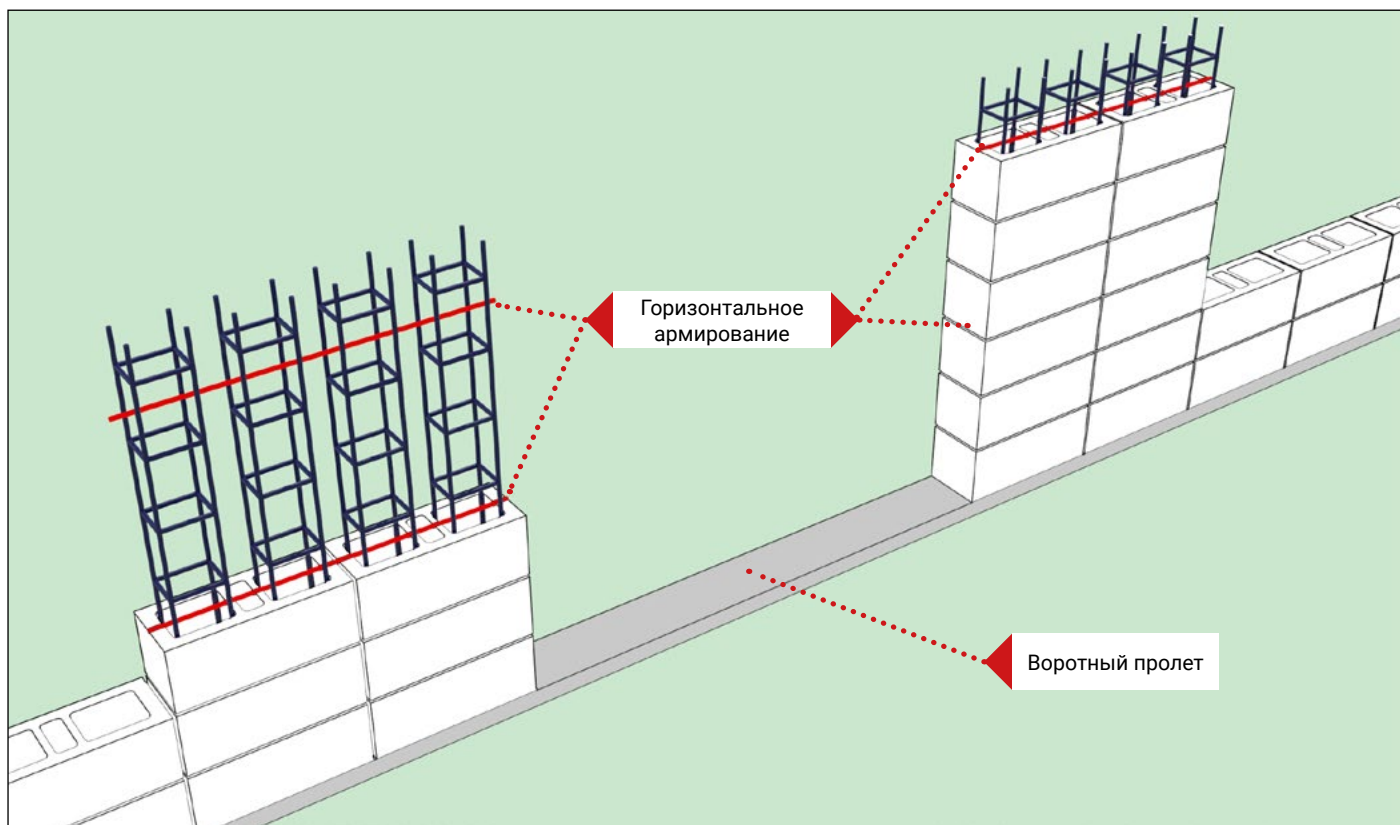 Горизонтальное
армирование
Воротный пролет